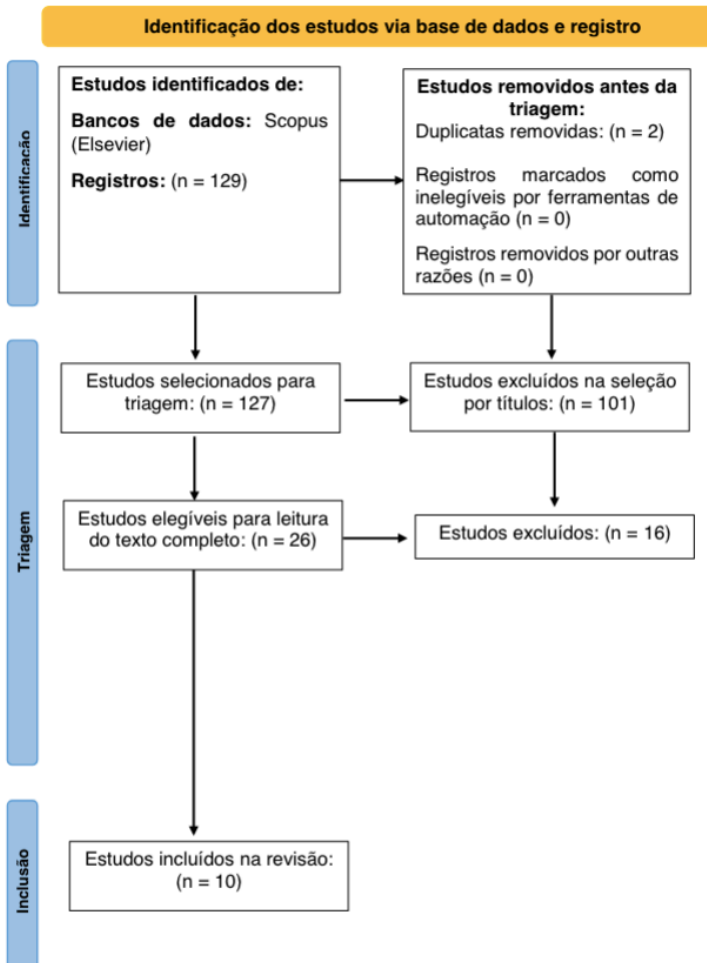 Identificação dos estudos via base de dados e registro
Identificação
Estudos identificados de:
Bancos de dados: Scopus
(Elsevier)
Registros: (n = 129)
Estudos removidos antes da
triagem:
Duplicatas removidas: (n = 2)
Registros marcados como
inelegíveis por ferramentas de
automação (n = 0)
Registros removidos por outras
razões (n = 0)
Triagem
Estudos selecionados para
triagem: (n = 127)
Estudos excluídos na seleção
por títulos: (n = 101)
Estudos elegíveis para leitura
do texto completo: (n = 26)
Estudos excluídos: (n = 16)
Inclusão
Estudos incluídos na revisão:
(n = 10)